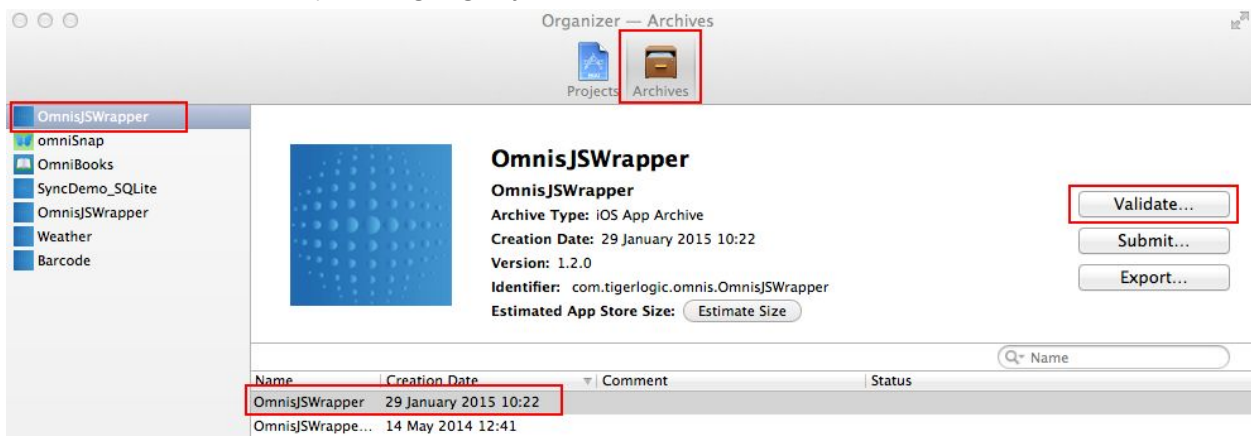 Organizer — Archives
Projects Archives
OmnisJSWrapper
omniSnap
OmniBooks
SyncDemo_SQLite
OmnisJSWrapper
Weather
Barcode
OmnisJSWrapper
OmnisJSWrapper
Archive Type: iOS App Archive
Creation Date: 29 January 2015 10:22
Version: 1.2.0
Identifier: com.tigerlogic.omnis.OmnisJSWrapper
Estimated App Store Size: Estimate Size
Validate...
Submit...
Export...
Name
Name Creation Date Comment Status
OmnisJSWrapper 29 January 2015 10:22
OmnisJSWrappe... 14 May 2014 12:41